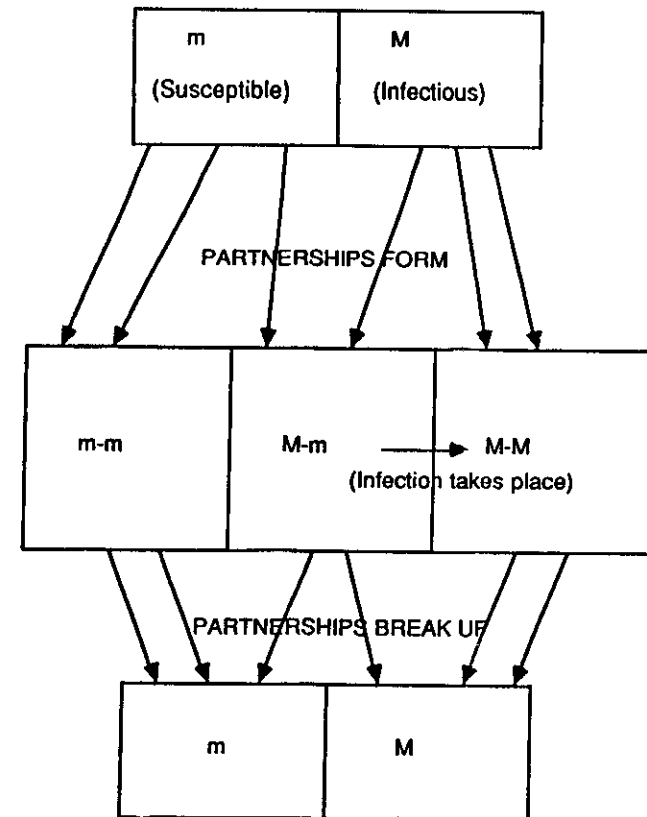 m M
(Susceptible) (Infectious)
PARTNERSHIPS FORM
m-m M-m M-M
(Infection takes place)
PARTNERSHIPS BREAK UP
m M